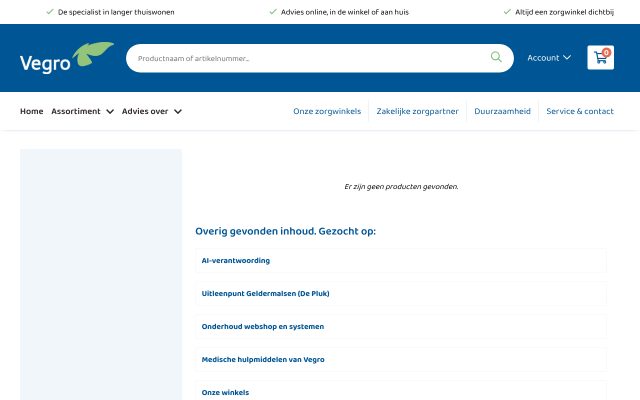 De specialist in langer thuiswonen
Advies online, in de winkel of aan huis
Altijd een zorgwinkel dichtbij
Vegro
Productnaam of artikelnummer...
Account
0
Home
Assortiment
Advies over
Onze zorgwinkels
Zakelijke zorgpartner
Duurzaamheid
Service & contact
Er zijn geen producten gevonden.
Overig gevonden inhoud. Gezocht op:
AI-verantwoording
Uitleenpunt Geldermalsen (De Pluk)
Onderhoud webshop en systemen
Medische hulpmiddelen van Vegro
Onze winkels